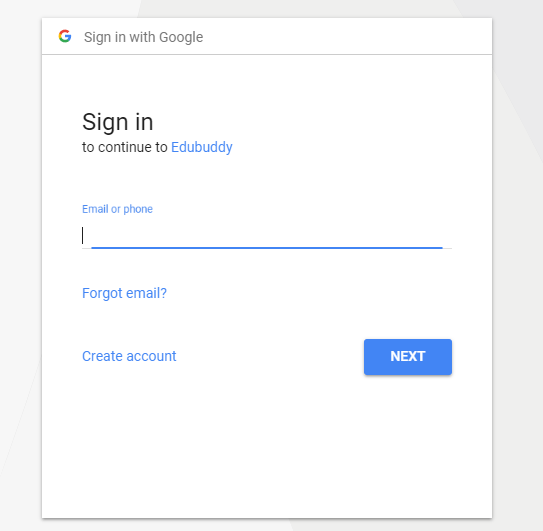 Sign in with Google
Sign in
to continue to Edubuddy
Email or phone
Forgot email?
Create account
NEXT